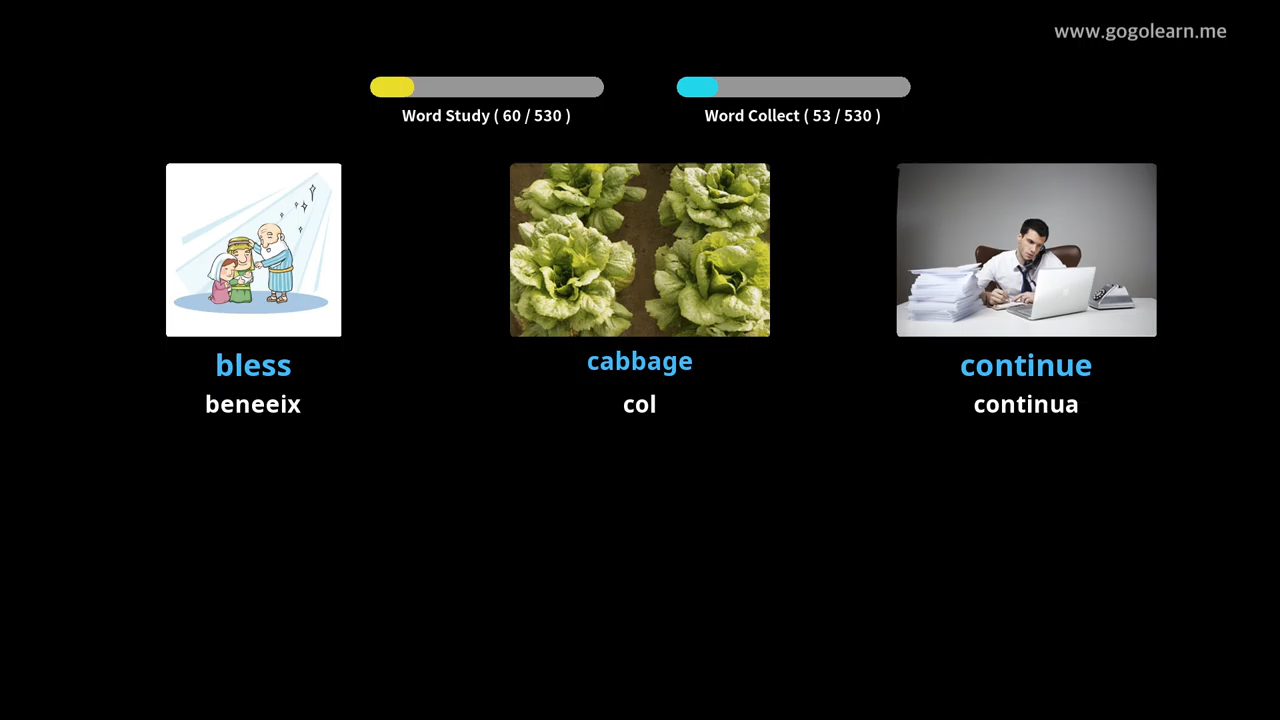 www.gogolearn.me
Word Study ( 60 / 530 )
Word Collect ( 53 / 530 )
bless
beneeix
cabbage
col
continue
continua